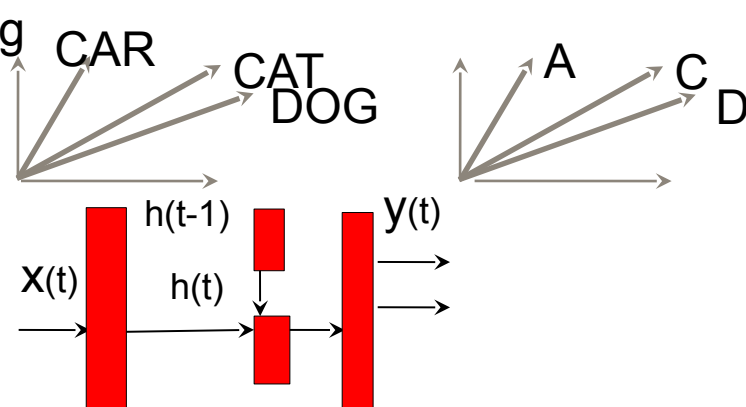 g
CAR
CAT
DOG
A
C
D
h(t-1)
y(t)
x(t)
h(t)